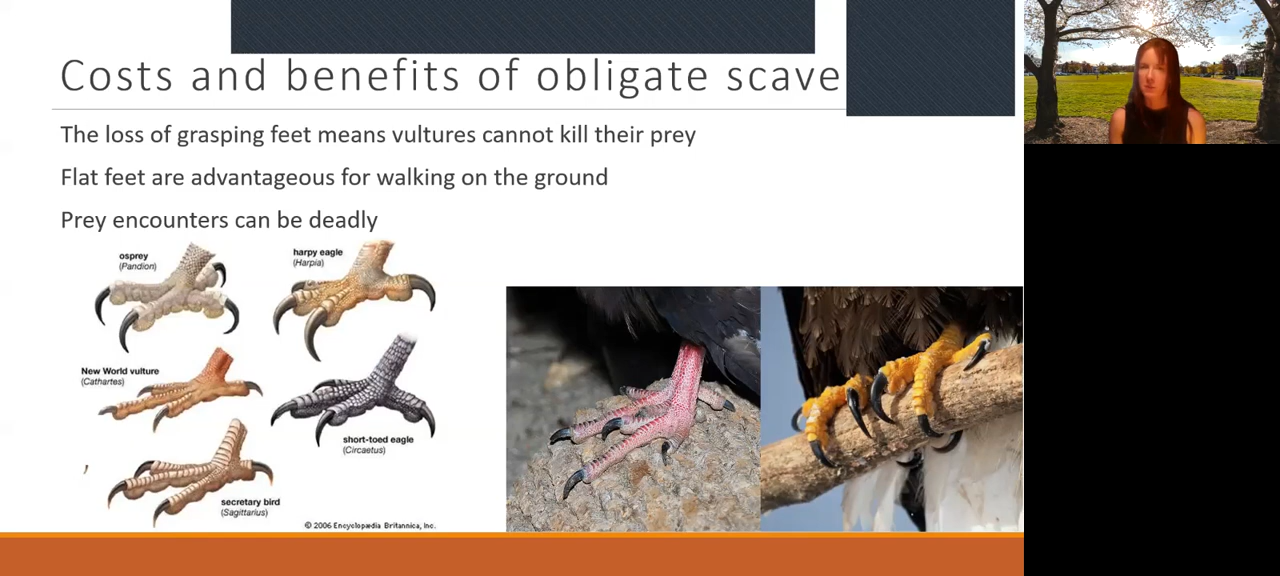 Costs and benefits of obligate scave
The loss of grasping feet means vultures cannot kill their prey
Flat feet are advantageous for walking on the ground
Prey encounters can be deadly
osprey
(Pandion)
harpy eagle
(Harpia)
New World vulture
(Cathartes)
short-toed eagle
(Circaetus)
secretary bird
(Sagittarius)
© 2006 Encyclopædia Britannica, Inc.